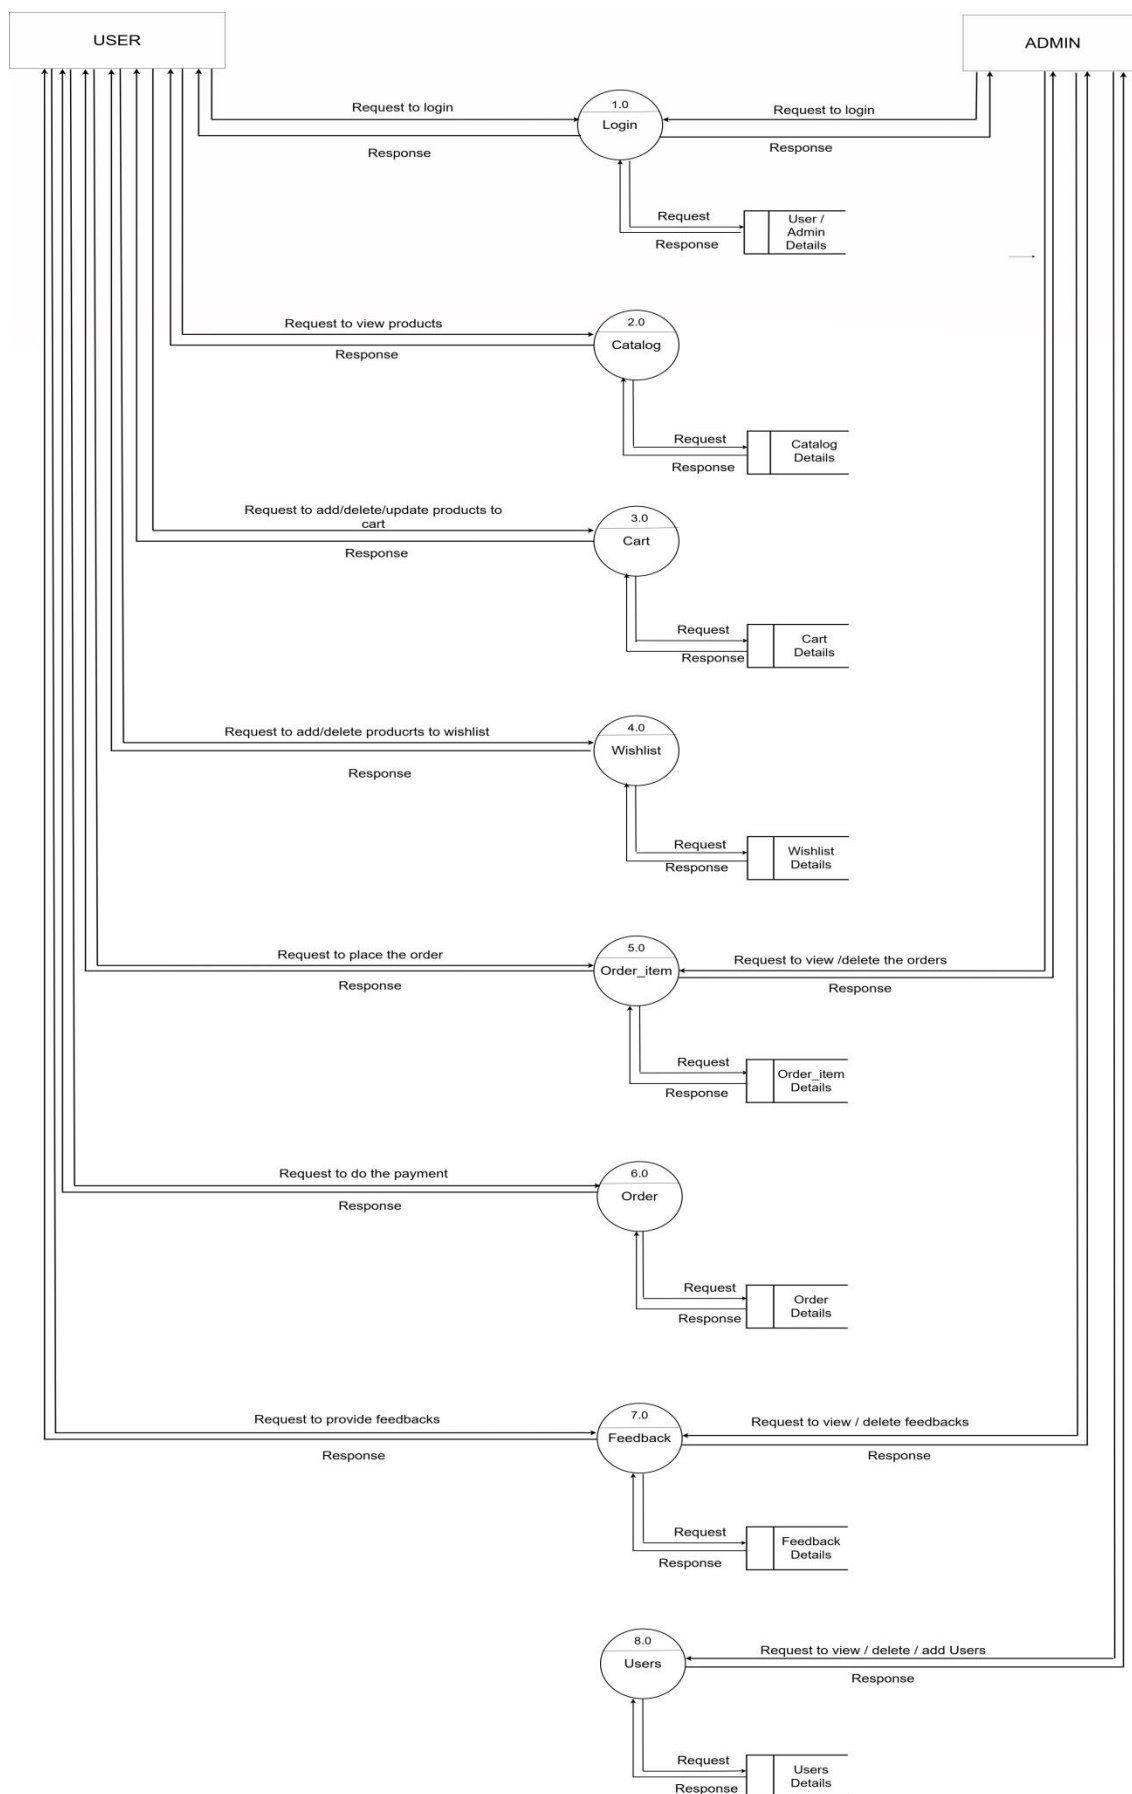 USER
ADMIN
Request to login
1.0
Login
Request to login
Response
Response
Request
Response
User /
Admin
Details
Request to view products
Response
2.0
Catalog
Request
Response
Catalog
Details
Request to add/delete/update products to
cart
Response
3.0
Cart
Request
Response
Cart
Details
Request to add/delete producrts to wishlist
Response
4.0
Wishlist
Request
Response
Wishlist
Details
Request to place the order
Response
5.0
Order_item
Request to view /delete the orders
Response
Request
Response
Order_item
Details
Request to do the payment
Response
6.0
Order
Request
Response
Order
Details
Request to provide feedbacks
Response
7.0
Feedback
Request to view / delete feedbacks
Response
Request
Response
Feedback
Details
8.0
Users
Request to view / delete / add Users
Response
Request
Response
Users
Details